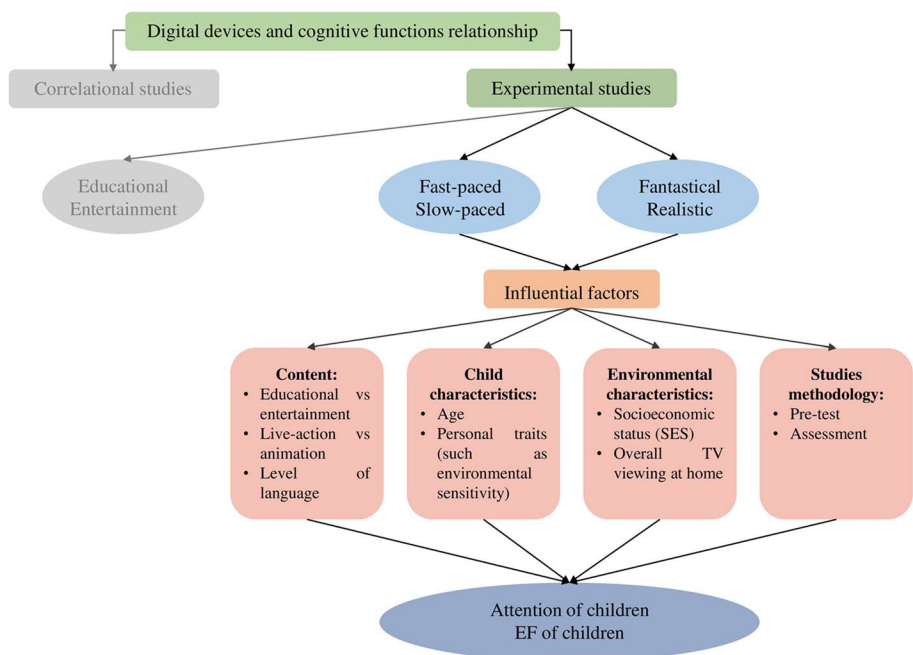 Digital devices and cognitive functions relationship
Correlational studies
Experimental studies
Educational
Entertainment
Fast-paced
Slow-paced
Fantastical
Realistic
Influential factors
Content:
• Educational vs
entertainment
• Live-action vs
animation
• Level of
language
Child
characteristics:
• Age
• Personal traits
(such as
environmental
sensitivity)
Environmental
characteristics:
• Socioeconomic
status (SES)
• Overall TV
viewing at home
Studies
methodology:
• Pre-test
• Assessment
Attention of children
EF of children